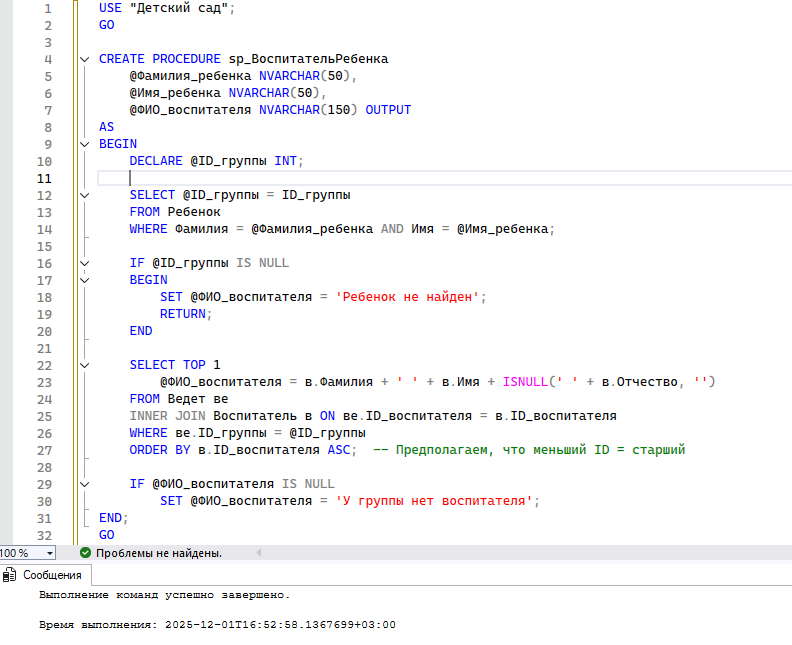 1 USE "Детский сад";
2 GO
3
4 CREATE PROCEDURE sp_ВоспитательРебенка
5 @Фамилия_ребенка NVARCHAR(50),
6 @Имя_ребенка NVARCHAR(50),
7 @ФИО_воспитателя NVARCHAR(150) OUTPUT
8 AS
9 BEGIN
10 DECLARE @ID_группы INT;
11
12 SELECT @ID_группы = ID_группы
13 FROM Ребенок
14 WHERE Фамилия = @Фамилия_ребенка AND Имя = @Имя_ребенка;
15
16 IF @ID_группы IS NULL
17 BEGIN
18 SET @ФИО_воспитателя = 'Ребенок не найден';
19 RETURN;
20 END
21
22 SELECT TOP 1
23 @ФИО_воспитателя = в.Фамилия + ' ' + в.Имя + ISNULL(' ' + в.Отчество, '')
24 FROM Ведет ве
25 INNER JOIN Воспитатель в ON ве.ID_воспитателя = в.ID_воспитателя
26 WHERE ве.ID_группы = @ID_группы
27 ORDER BY в.ID_воспитателя ASC;  -- Предполагаем, что меньший ID = старший
28
29 IF @ФИО_воспитателя IS NULL
30 SET @ФИО_воспитателя = 'У группы нет воспитателя';
31 END;
32 GO
100 % Проблемы не найдены.
Сообщения
Выполнение команд успешно завершено.
Время выполнения: 2025-12-01T16:52:58.1367699+03:00